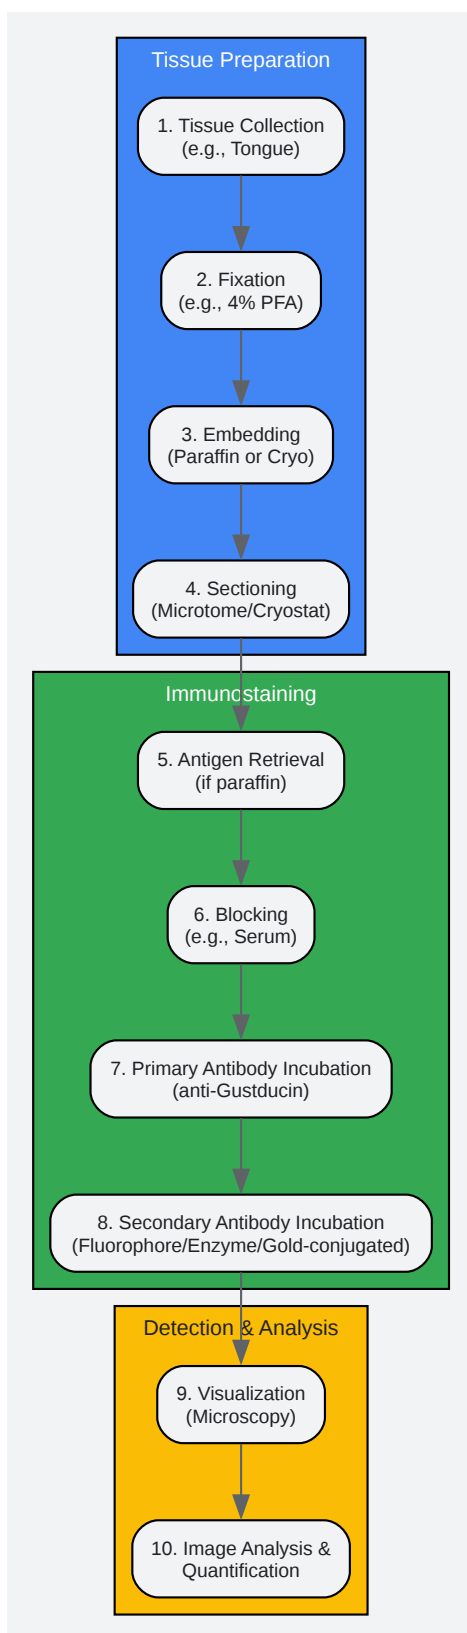 Tissue Preparation
1. Tissue Collection
(e.g., Tongue)
2. Fixation
(e.g., 4% PFA)
3. Embedding
(Paraffin or Cryo)
4. Sectioning
(Microtome/Cryostat)
Immunostaining
5. Antigen Retrieval
(if paraffin)
6. Blocking
(e.g., Serum)
7. Primary Antibody Incubation
(anti-Gustducin)
8. Secondary Antibody Incubation
(Fluorophore/Enzyme/Gold-conjugated)
Detection & Analysis
9. Visualization
(Microscopy)
10. Image Analysis &
Quantification